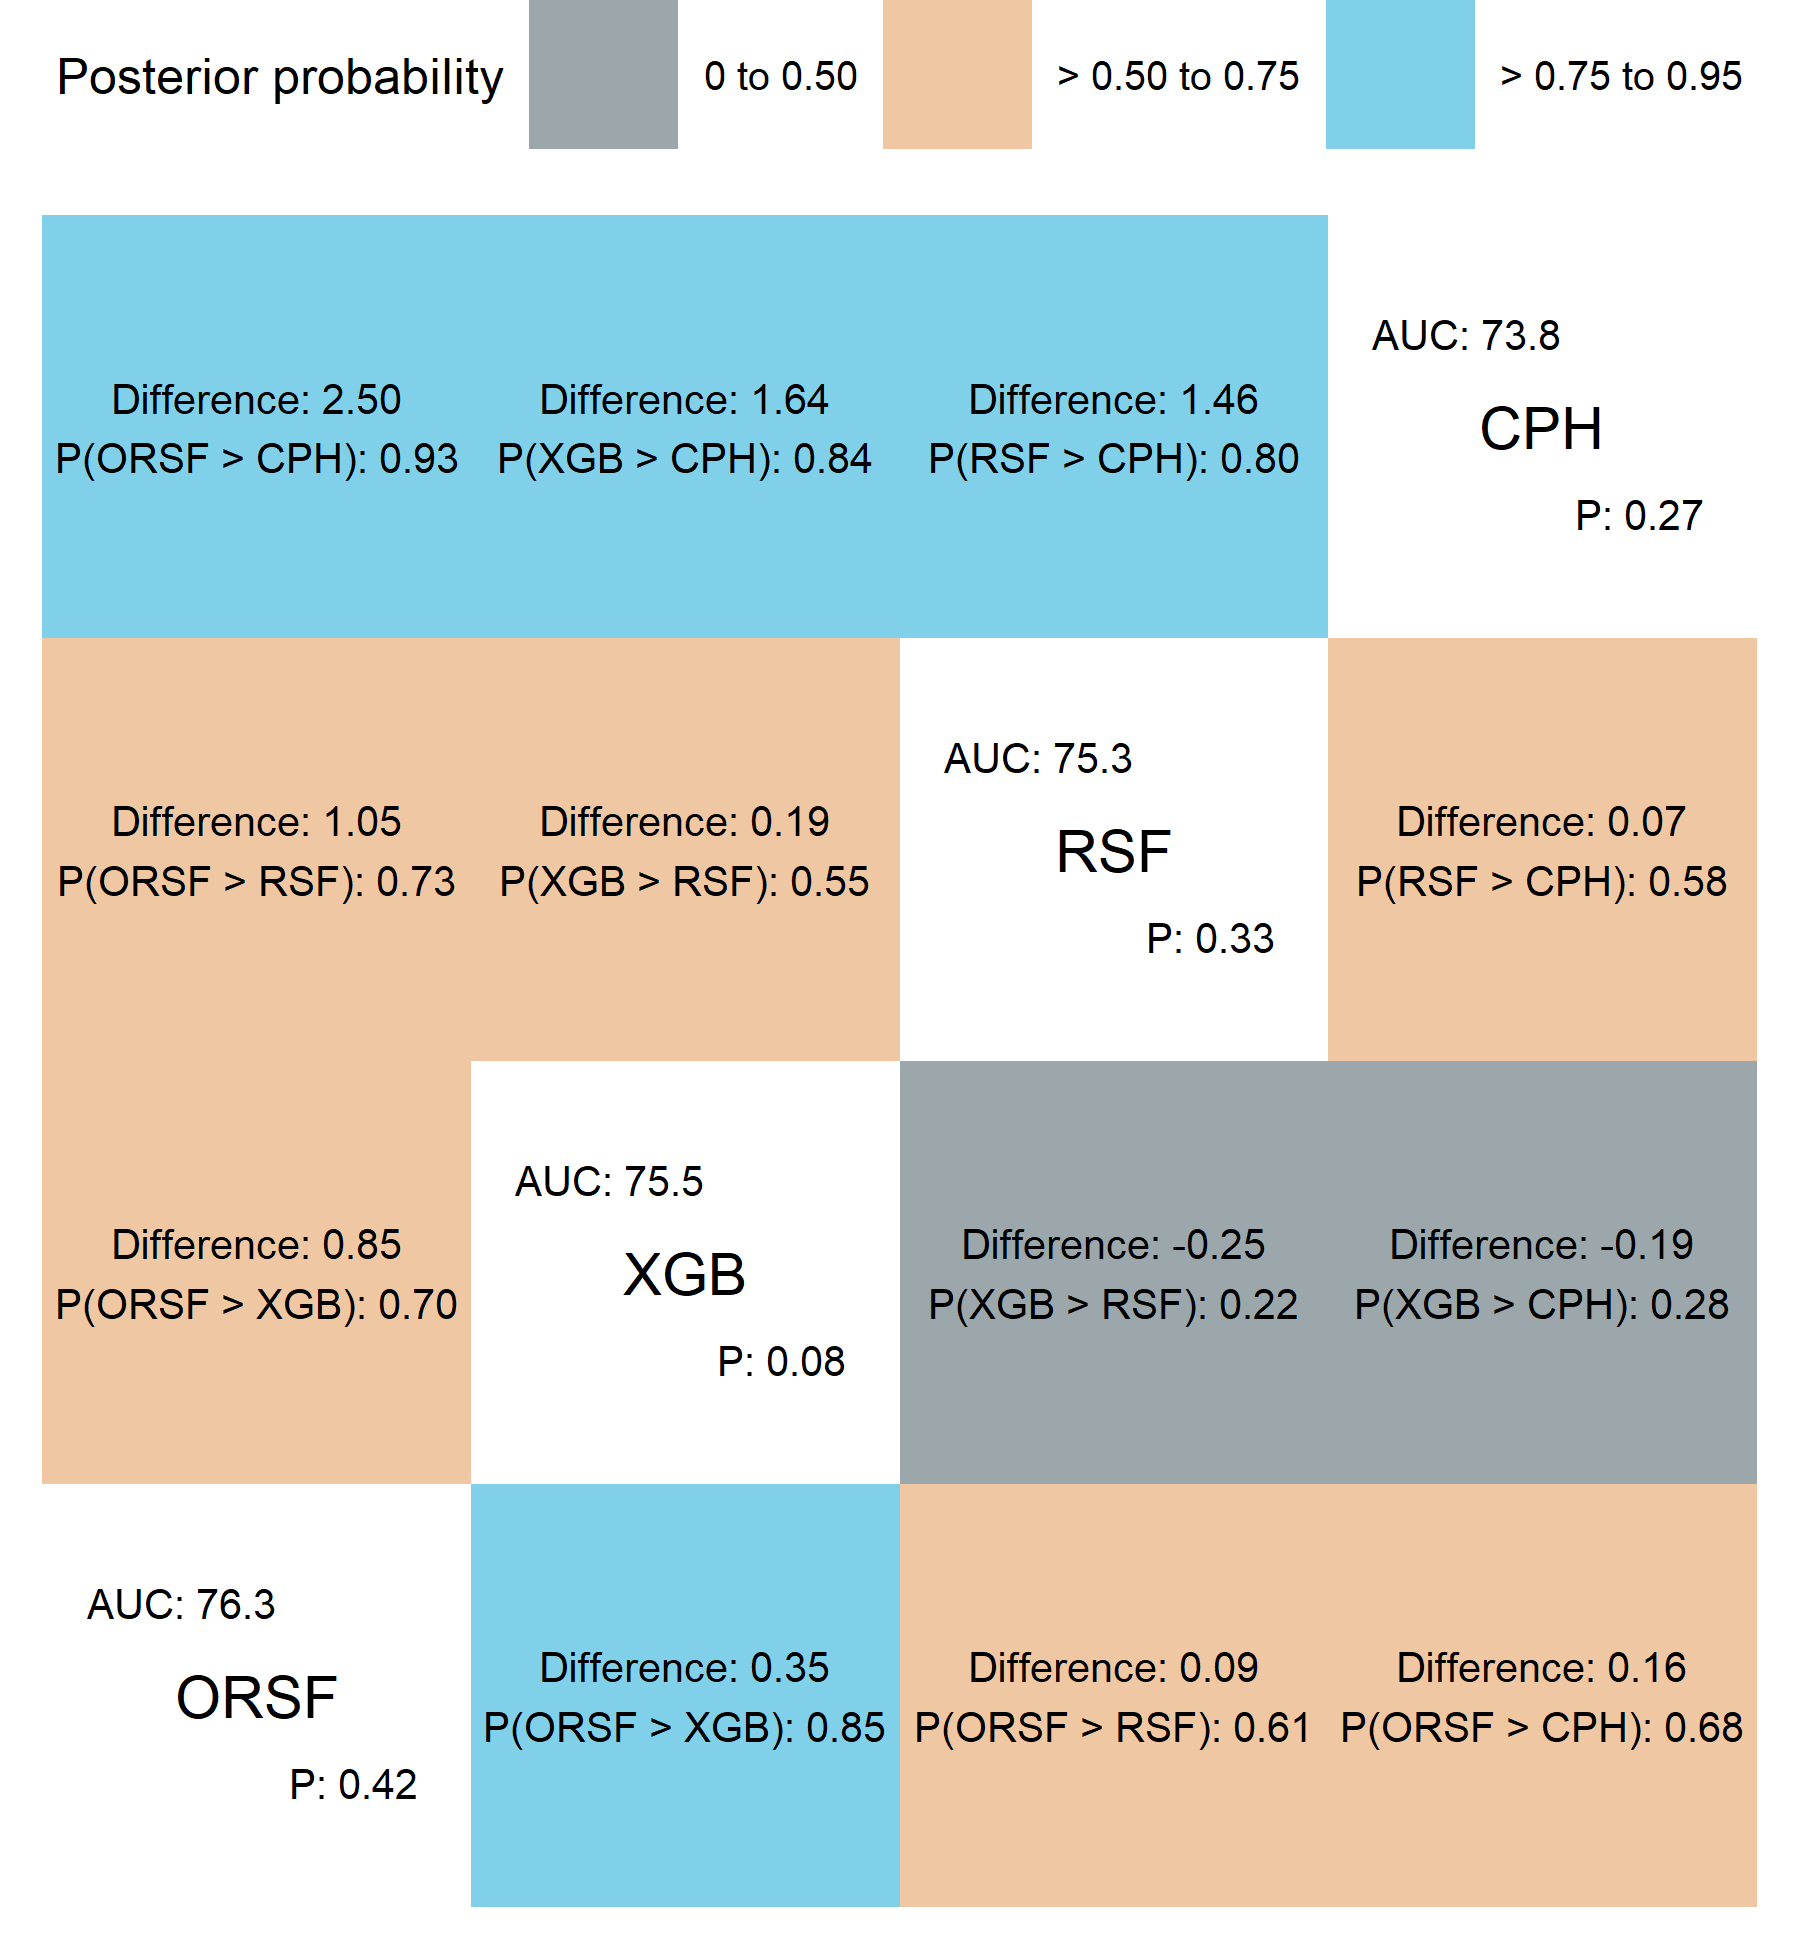 Posterior probability 0 to 0.50 > 0.50 to 0.75 > 0.75 to 0.95
Difference: 2.50
P(ORSF > CPH): 0.93
Difference: 1.64
P(XGB > CPH): 0.84
Difference: 1.46
P(RSF > CPH): 0.80
AUC: 73.8
CPH
P: 0.27
Difference: 1.05
P(ORSF > RSF): 0.73
Difference: 0.19
P(XGB > RSF): 0.55
AUC: 75.3
RSF
P: 0.33
Difference: 0.07
P(RSF > CPH): 0.58
Difference: 0.85
P(ORSF > XGB): 0.70
AUC: 75.5
XGB
P: 0.08
Difference: -0.25
P(XGB > RSF): 0.22
Difference: -0.19
P(XGB > CPH): 0.28
AUC: 76.3
ORSF
P: 0.42
Difference: 0.35
P(ORSF > XGB): 0.85
Difference: 0.09
P(ORSF > RSF): 0.61
Difference: 0.16
P(ORSF > CPH): 0.68